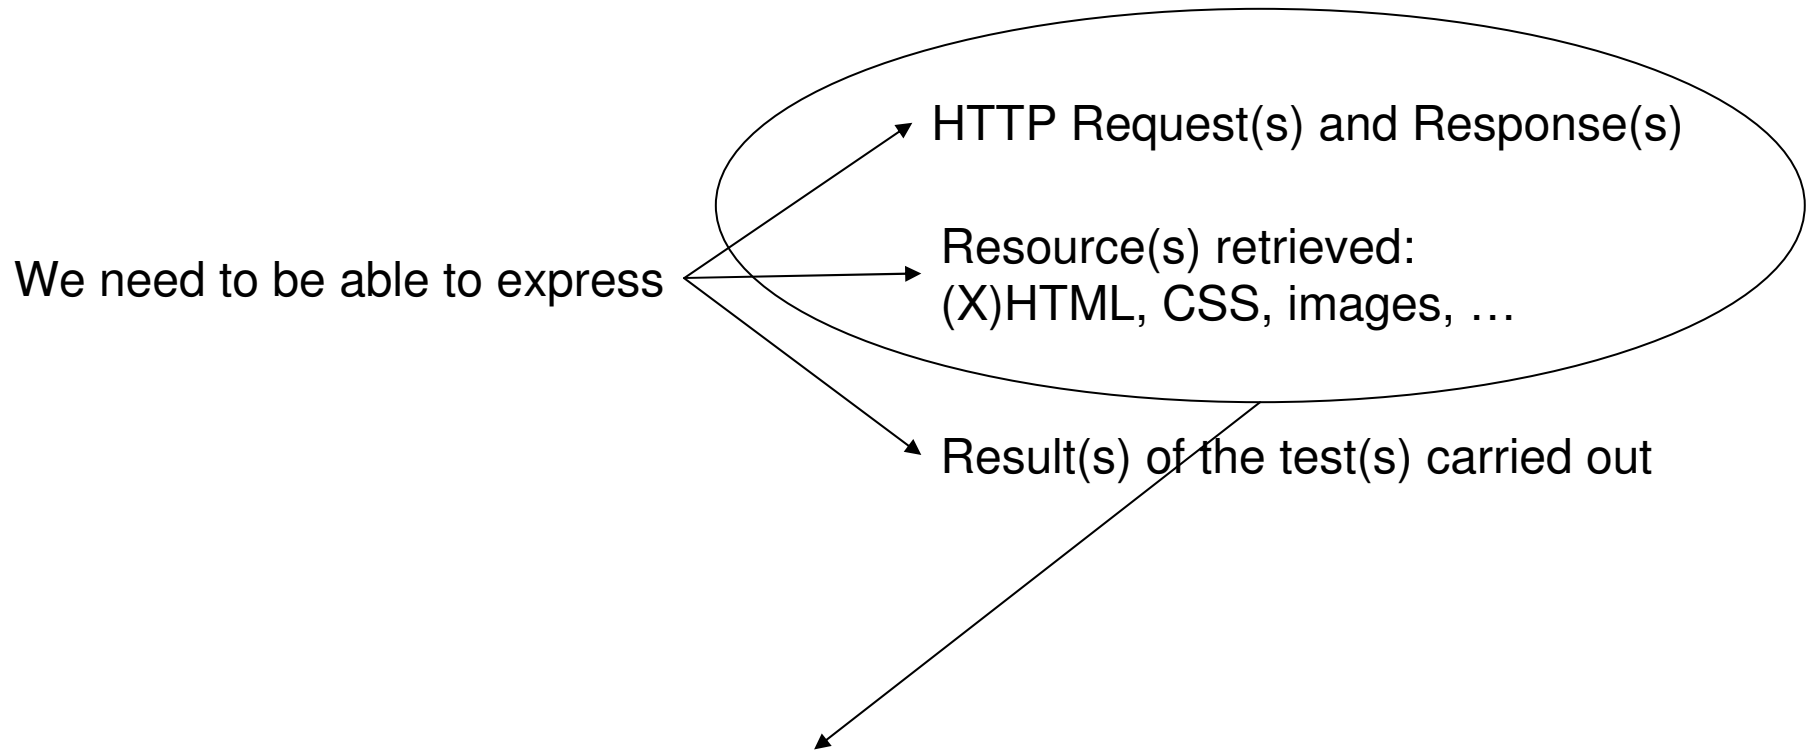 HTTP Request(s) and Response(s)
We need to be able to express
Resource(s) retrieved:
(X)HTML, CSS, images, …
Result(s) of the test(s) carried out